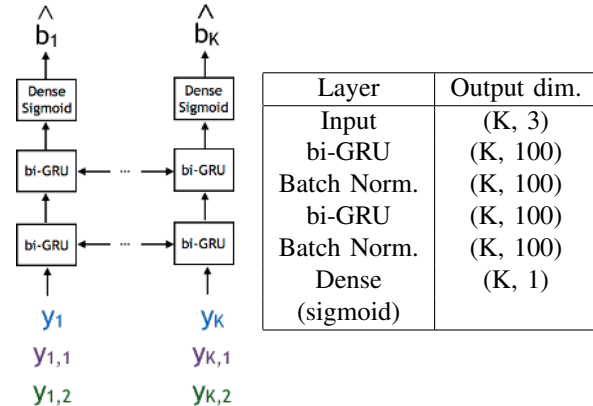 b̂₁ b̂ₖ
Dense Sigmoid Dense Sigmoid
bi-GRU ... bi-GRU
bi-GRU ... bi-GRU
y₁ yₖ
y₁,₁ yₖ,₁
y₁,₂ yₖ,₂
Layer Output dim.
Input (K, 3)
bi-GRU (K, 100)
Batch Norm. (K, 100)
bi-GRU (K, 100)
Batch Norm. (K, 100)
Dense (K, 1)
(sigmoid)